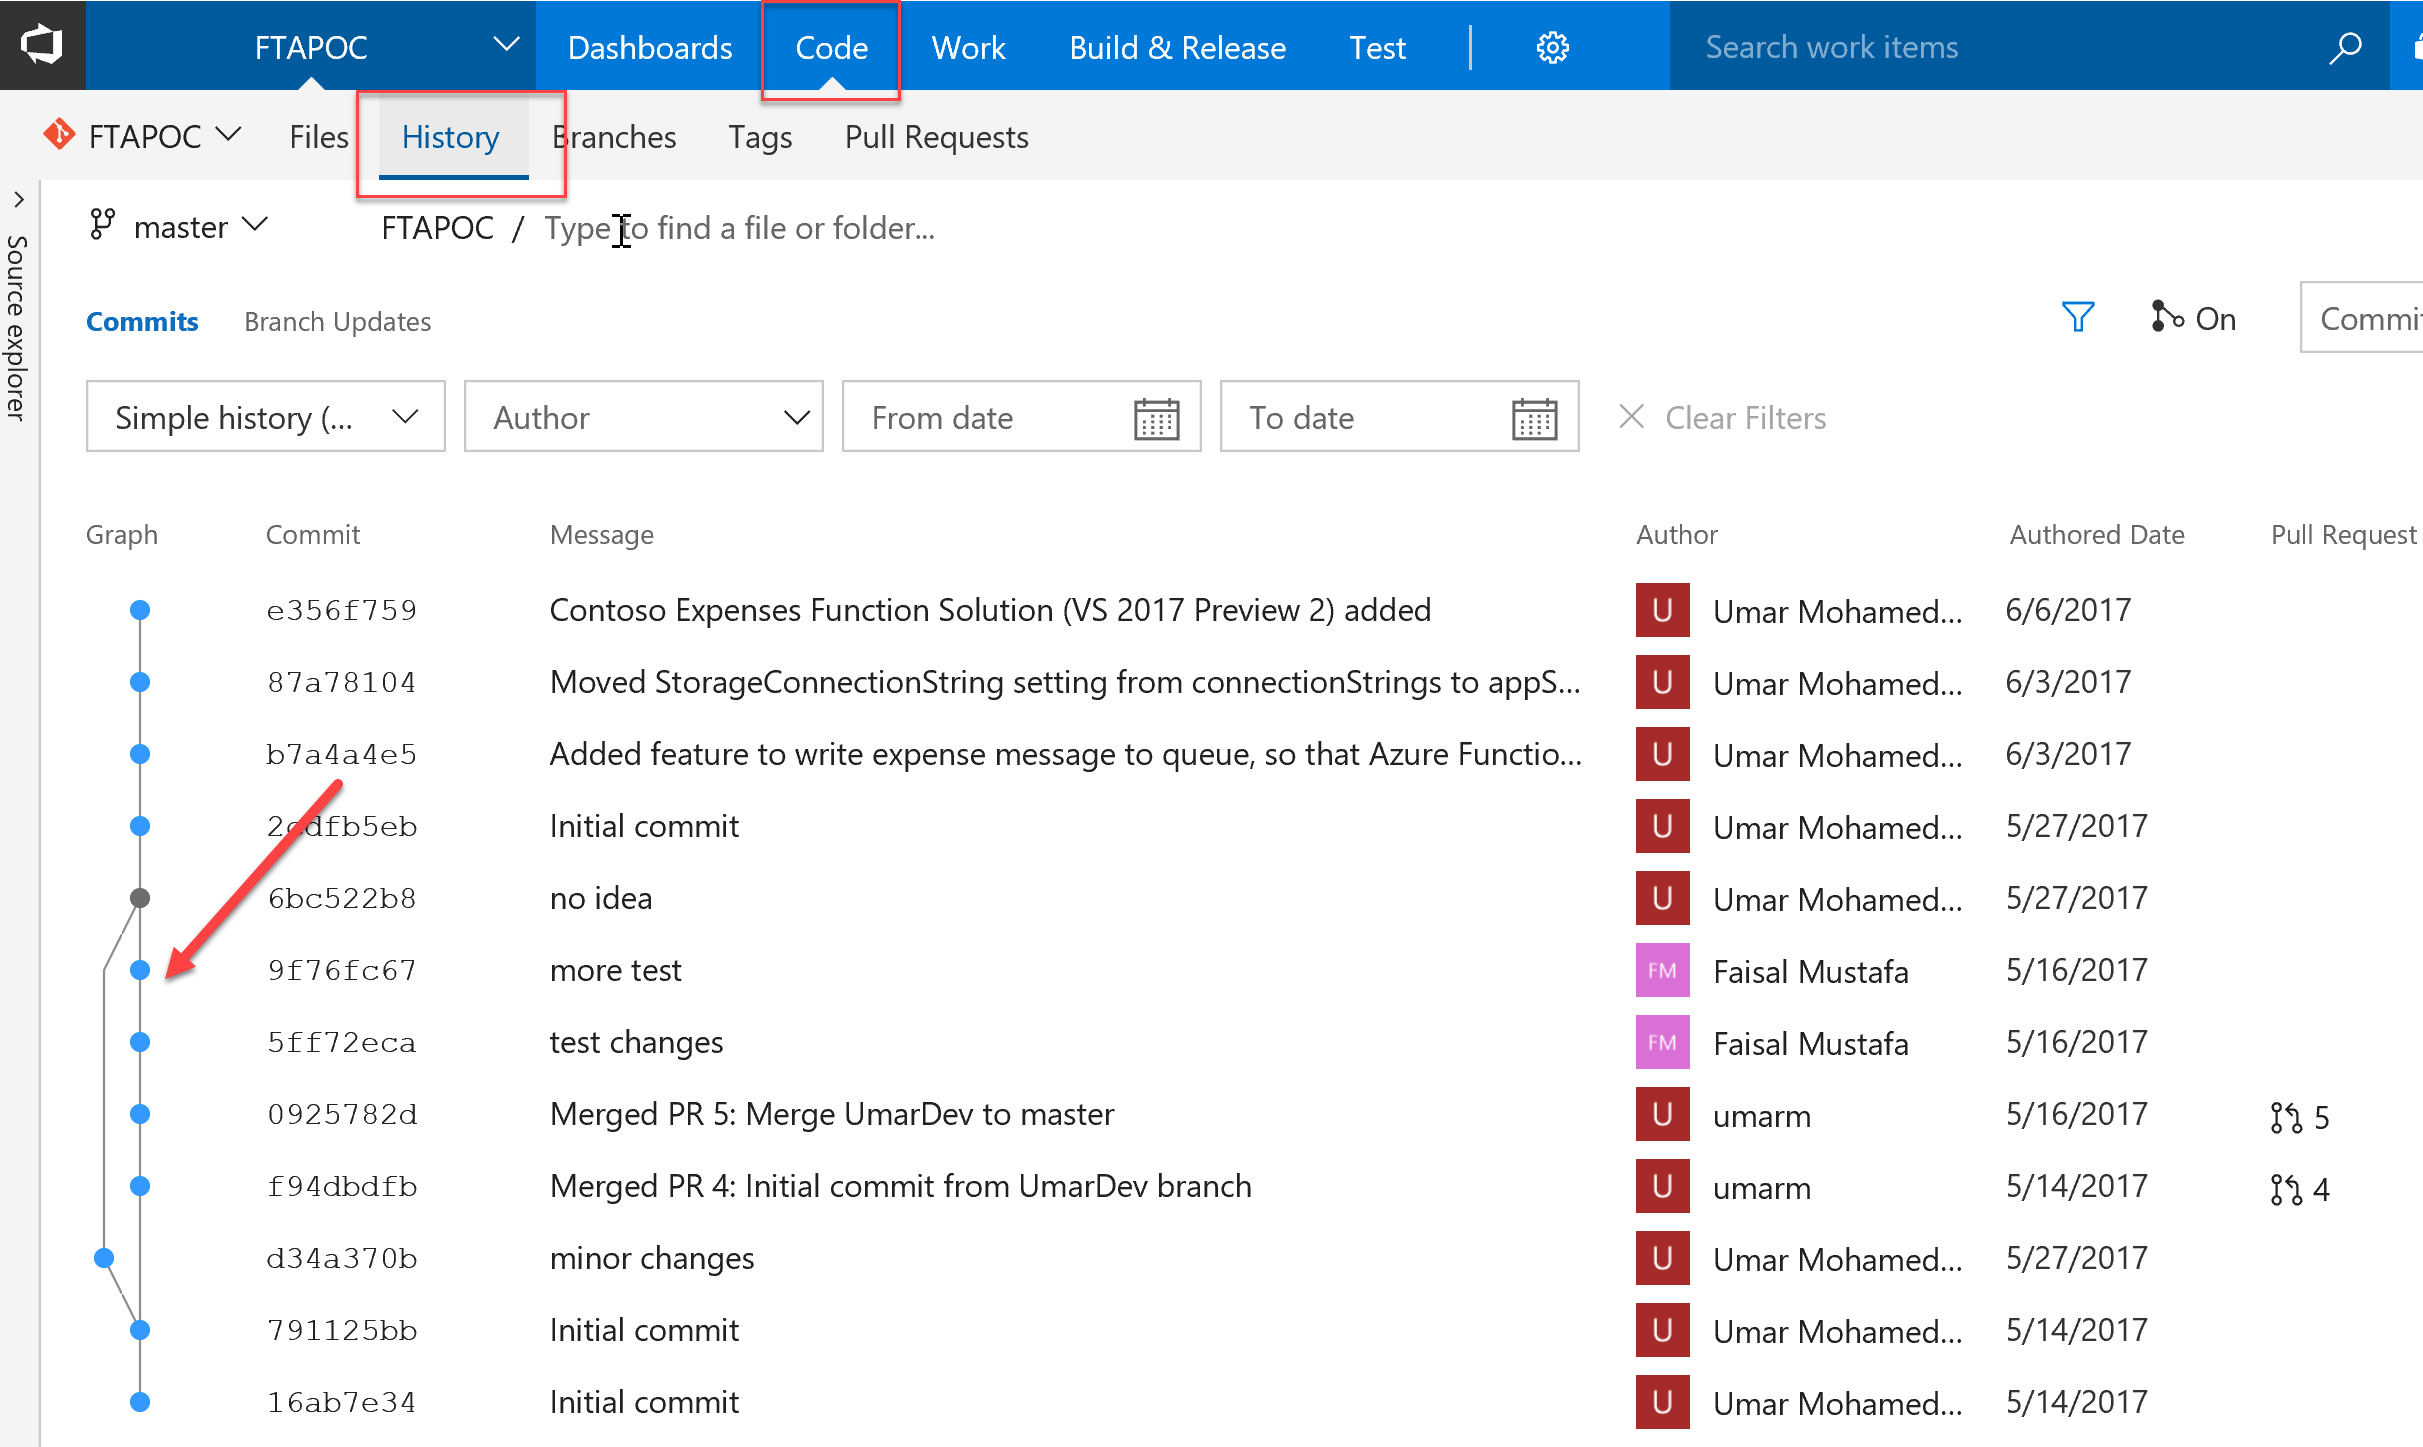 FTAPOC Dashboards Code Work Build & Release Test Search work items
FTAPOC Files History Branches Tags Pull Requests
Source explorer
master FTAPOC / Type to find a file or folder...
Commits Branch Updates On Commit
Simple history (... Author From date To date Clear Filters
Graph Commit Message Author Authored Date Pull Request
e356f759 Contoso Expenses Function Solution (VS 2017 Preview 2) added U Umar Mohamed... 6/6/2017
87a78104 Moved StorageConnectionString setting from connectionStrings to appS... U Umar Mohamed... 6/3/2017
b7a4a4e5 Added feature to write expense message to queue, so that Azure Functio... U Umar Mohamed... 6/3/2017
2cdfb5eb Initial commit U Umar Mohamed... 5/27/2017
6bc522b8 no idea U Umar Mohamed... 5/27/2017
9f76fc67 more test FM Faisal Mustafa 5/16/2017
5ff72eca test changes FM Faisal Mustafa 5/16/2017
0925782d Merged PR 5: Merge UmarDev to master U umarm 5/16/2017 5
f94dbdfb Merged PR 4: Initial commit from UmarDev branch U umarm 5/14/2017 4
d34a370b minor changes U Umar Mohamed... 5/27/2017
791125bb Initial commit U Umar Mohamed... 5/14/2017
16ab7e34 Initial commit U Umar Mohamed... 5/14/2017